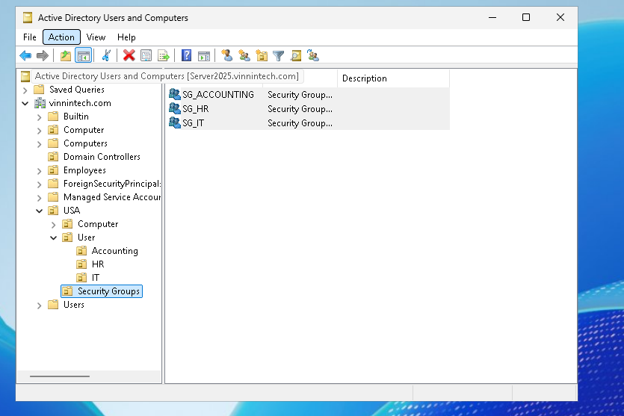 Active Directory Users and Computers
File Action View Help
Active Directory Users and Computers [Server2025.vinnintech.com]
Description
Saved Queries
vinnintech.com
Builtin
Computer
Computers
Domain Controllers
Employees
ForeignSecurityPrincipal:
Managed Service Accour
USA
Computer
User
Accounting
HR
IT
Security Groups
Users
SG_ACCOUNTING Security Group...
SG_HR Security Group...
SG_IT Security Group...